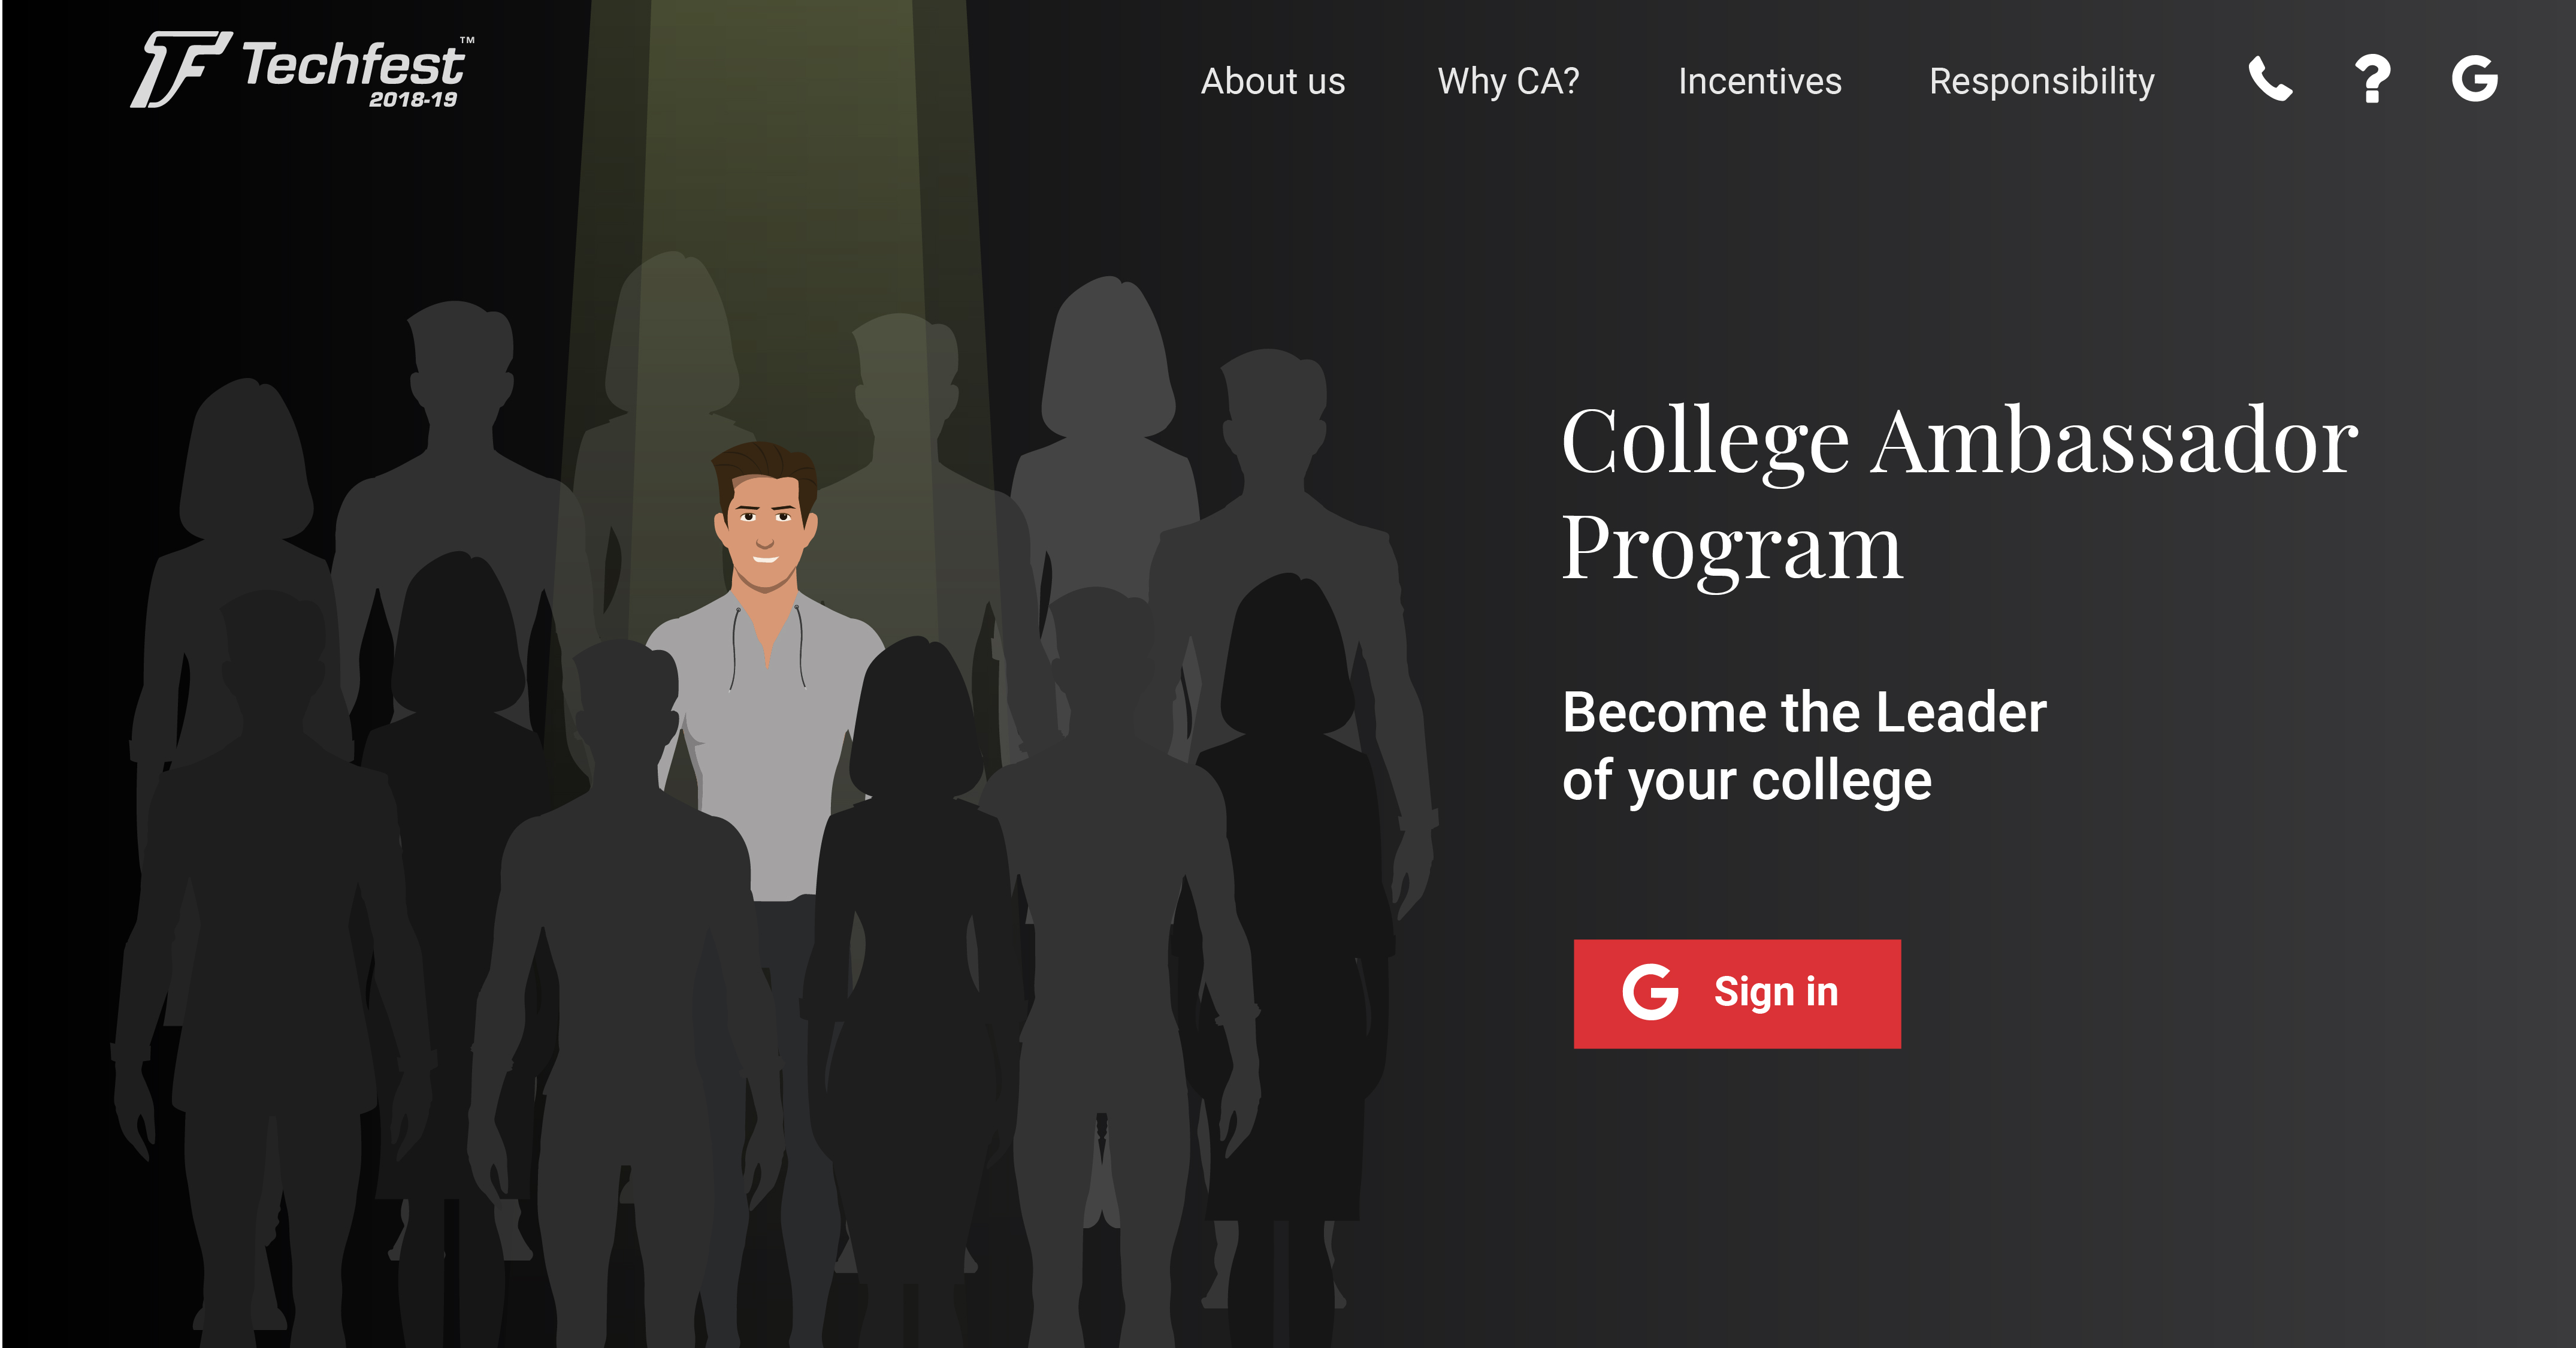 Techfest™
2018-19
About us
Why CA?
Incentives
Responsibility
College Ambassador
Program
Become the Leader
of your college
Sign in